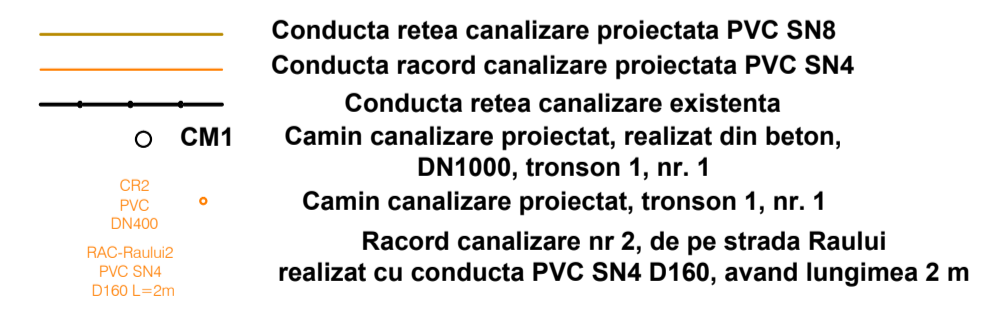 Conducta retea canalizare proiectata PVC SN8
Conducta racord canalizare proiectata PVC SN4
Conducta retea canalizare existenta
CM1
Camin canalizare proiectat, realizat din beton,
DN1000, tronson 1, nr. 1
CR2
PVC
DN400
Camin canalizare proiectat, tronson 1, nr. 1
RAC-Raului2
PVC SN4
D160 L=2m
Racord canalizare nr 2, de pe strada Raului
realizat cu conducta PVC SN4 D160, avand lungimea 2 m